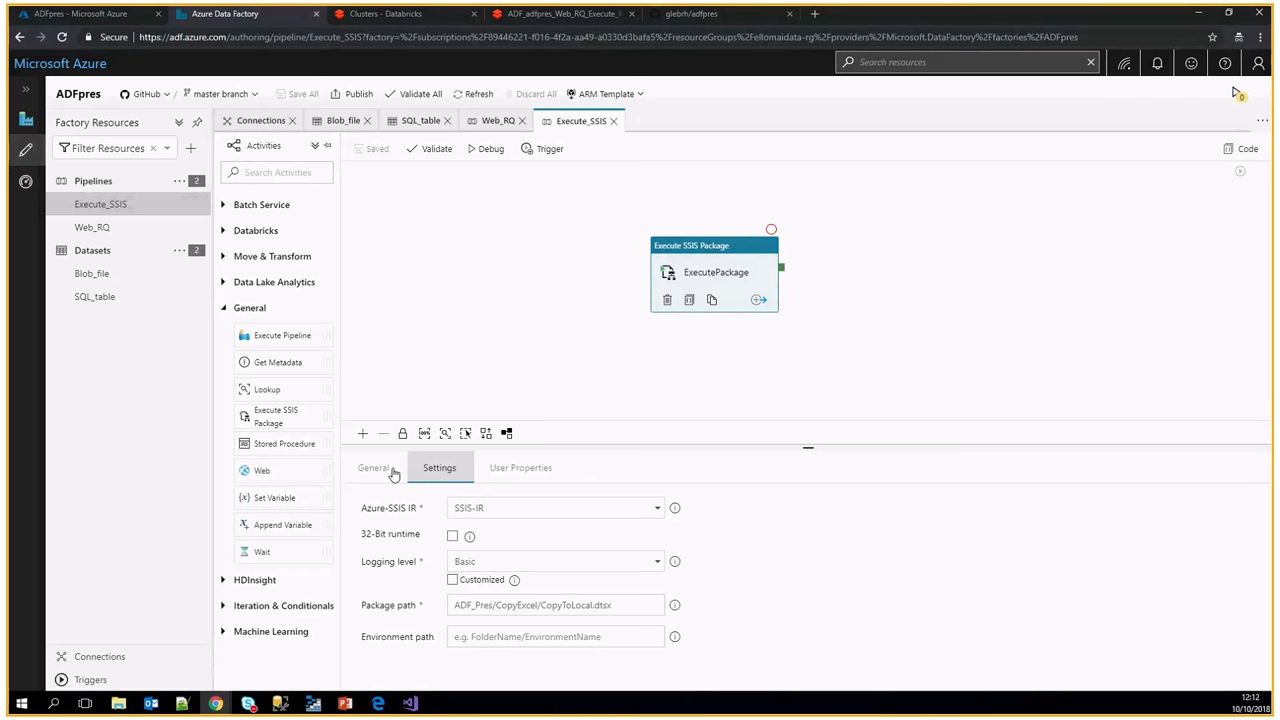 ADFpres - Microsoft Azure
Azure Data Factory
Clusters - Databricks
ADF_adfpres_Web_RQ_Execute_
glebrh/adfpres
Secure
https://adf.azure.com/authoring/pipeline/Execute_SSIS?factory=%2Fsubscriptions%2F89446221-f016-4f2a-aa49-a0330d3bafa5%2FresourceGroups%2Fellomaidata-rg%2Fproviders%2FMicrosoft.DataFactory%2Ffactories%2FADFpres
Microsoft Azure
Search resources
ADFpres
GitHub
master branch
Save All
Publish
Validate All
Refresh
Discard All
ARM Template
0
Factory Resources
Filter Resources
Pipelines
2
Execute_SSIS
Web_RQ
Datasets
2
Blob_file
SQL_table
Connections
Triggers
Connections
Blob_file
SQL_table
Web_RQ
Execute_SSIS
Activities
Search Activities
Batch Service
Databricks
Move & Transform
Data Lake Analytics
General
Execute Pipeline
Get Metadata
Lookup
Execute SSIS
Package
Stored Procedure
Web
Set Variable
Append Variable
Wait
HDInsight
Iteration & Conditionals
Machine Learning
Saved
Validate
Debug
Trigger
Code
Execute SSIS Package
ExecutePackage
General
Settings
User Properties
Azure-SSIS IR *
SSIS-IR
32-Bit runtime
Logging level *
Basic
Customized
Package path *
ADF_Pres/CopyExcel/CopyToLocal.dtsx
Environment path
e.g. FolderName/EnvironmentName
12:12
10/10/2018